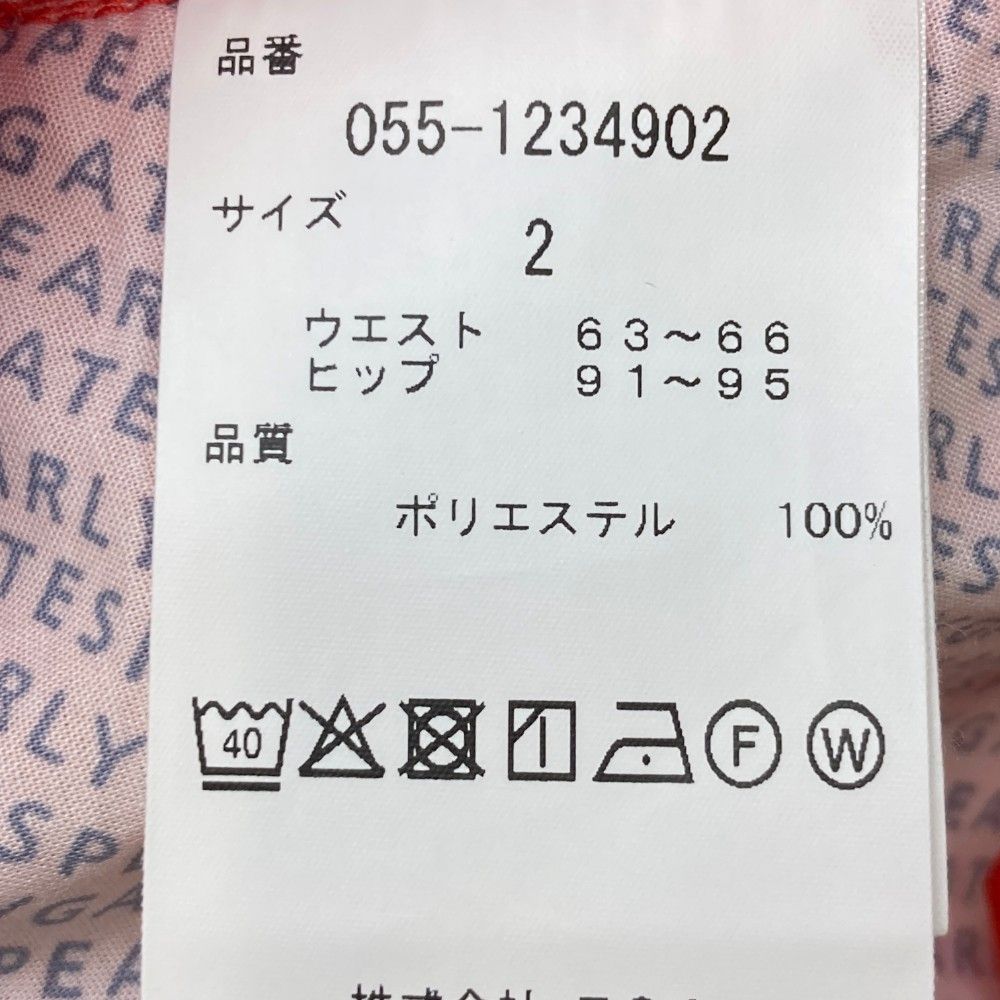 品番
055-1234902
サイズ
2
ウエスト 63～66
ヒップ 91～95
品質
ポリエステル 100%
40 F W